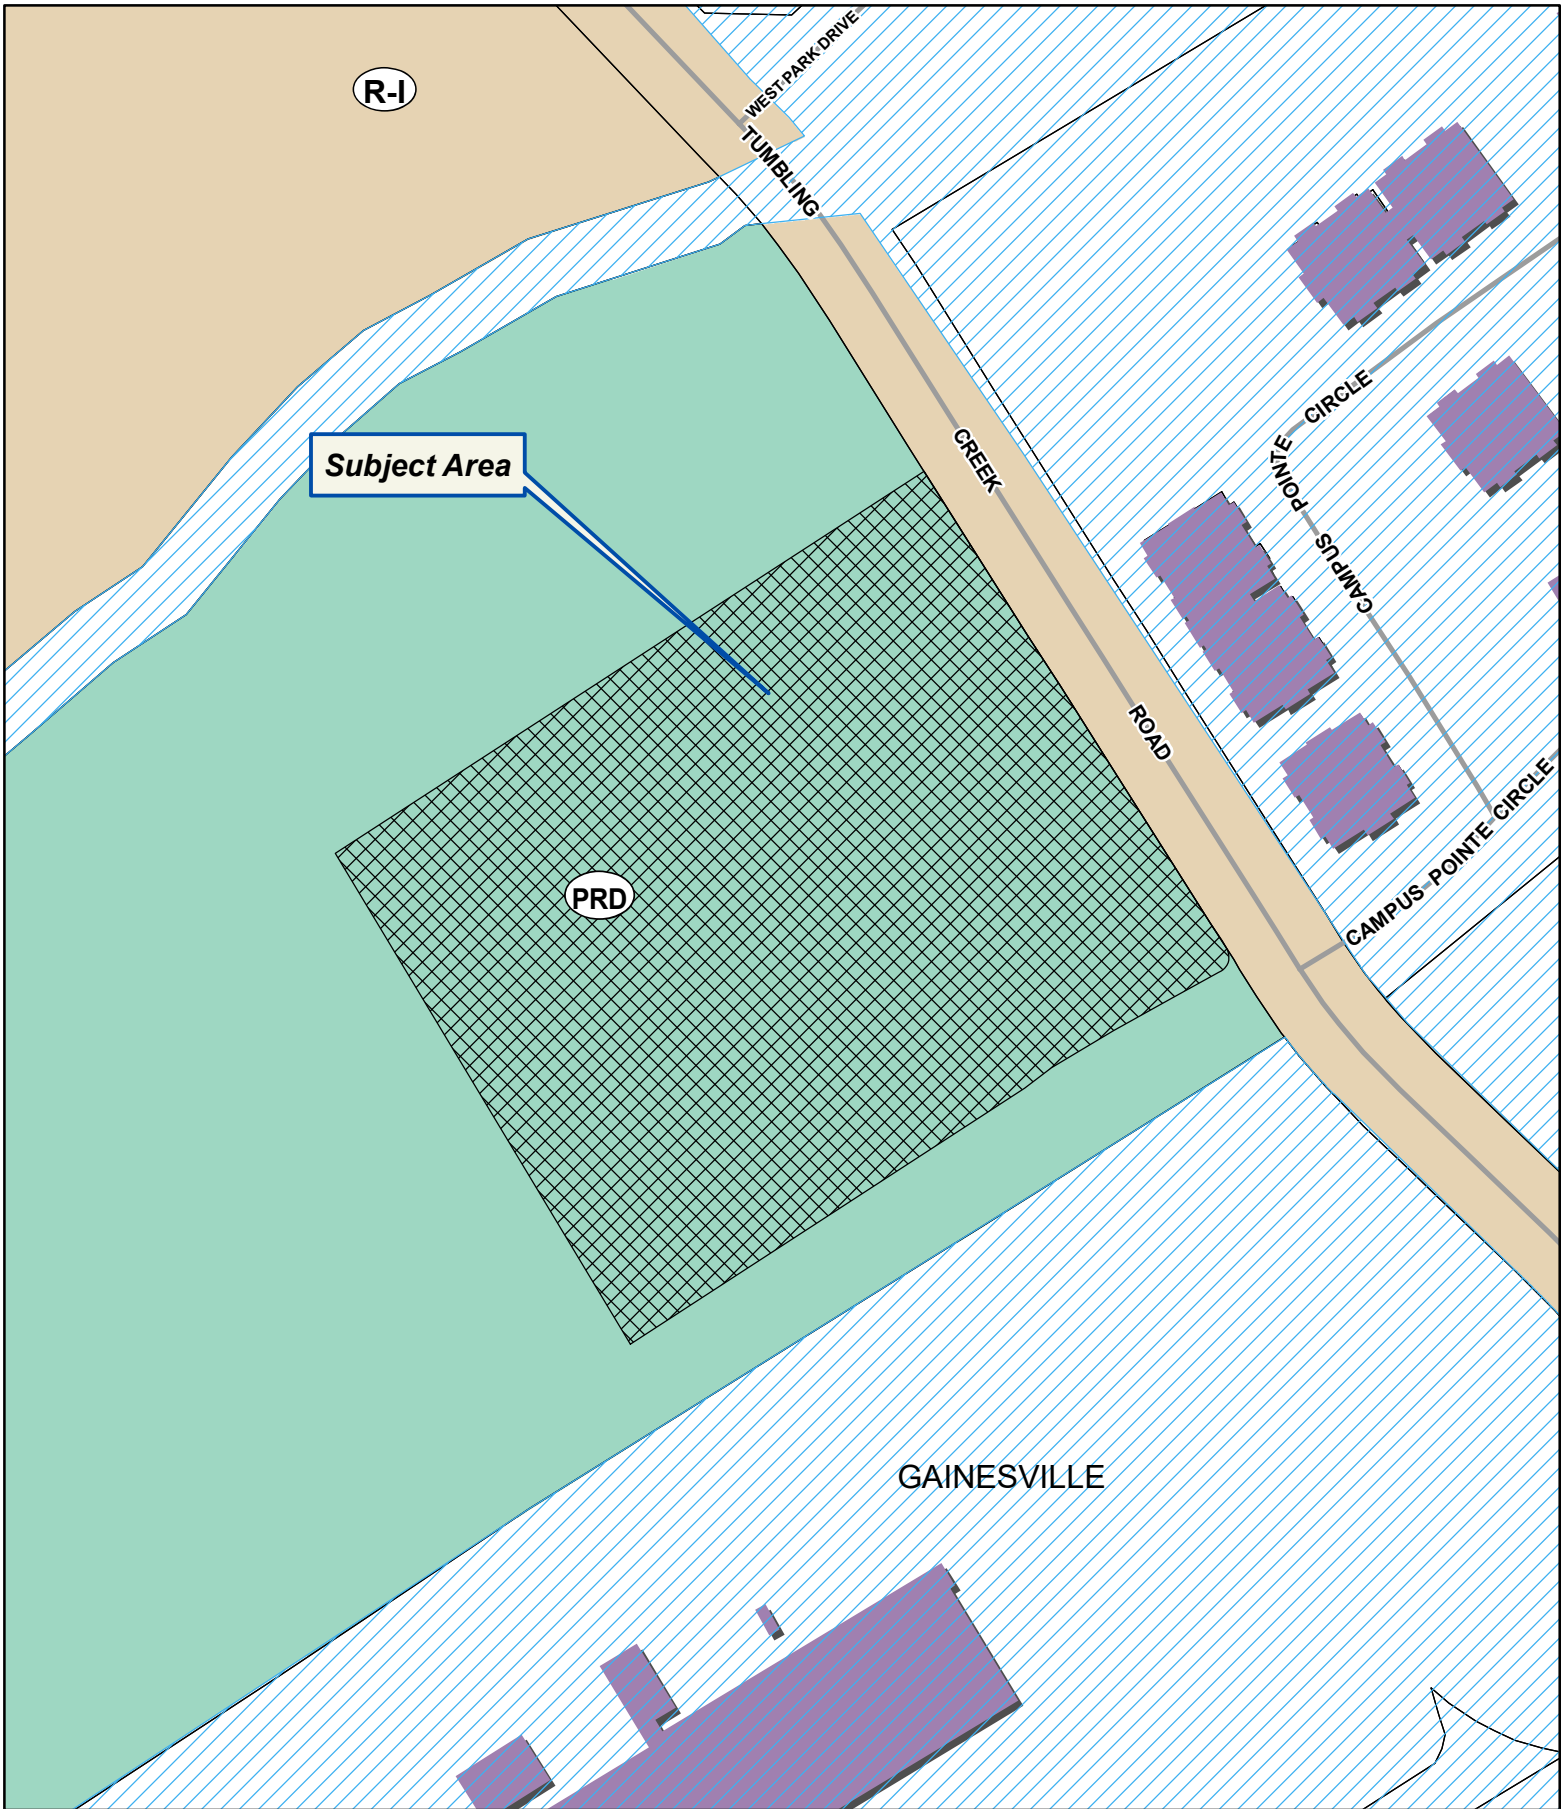 WEST PARK DRIVE
R-I
TUMBLING
CIRCLE
CREEK
POINTE
Subject Area
CAMPUS
ROAD
CIRCLE
CAMPUS POINTE
PRD
GAINESVILLE